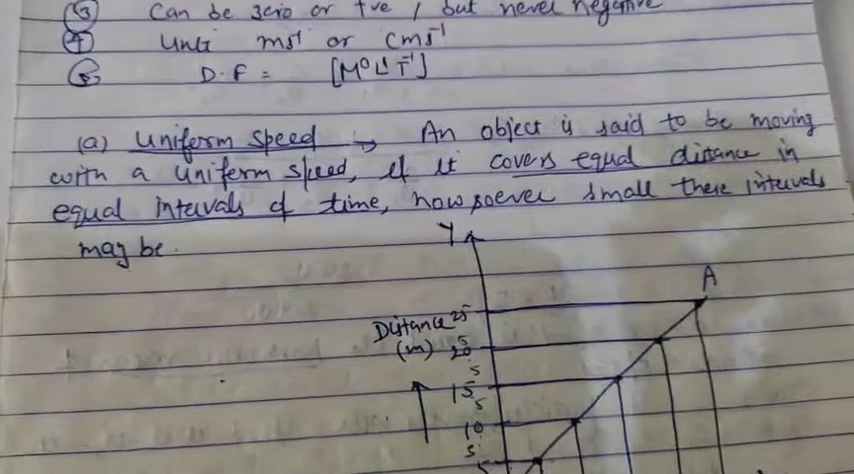 ③ Can be zero or +ve, but never negative
④ Unit ms⁻¹ or cms⁻¹
⑤ D.F = [M⁰L¹T⁻¹]
(a) Uniform speed → An object is said to be moving
with a uniform speed, if it covers equal distance in
equal intervals of time, howsoever small these intervals
may be.
Y
A
Distance 25
(m) 20 5
15 5
5
10
5
5